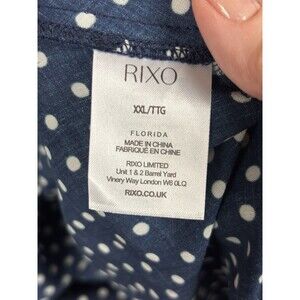 RIXO
XXL/TTG
FLORIDA
MADE IN CHINA
FABRIQUÉ EN CHINE
RIXO LIMITED
Unit 1 & 2 Barrel Yard
Vinery Way London W6 0LQ
RIXO.CO.UK